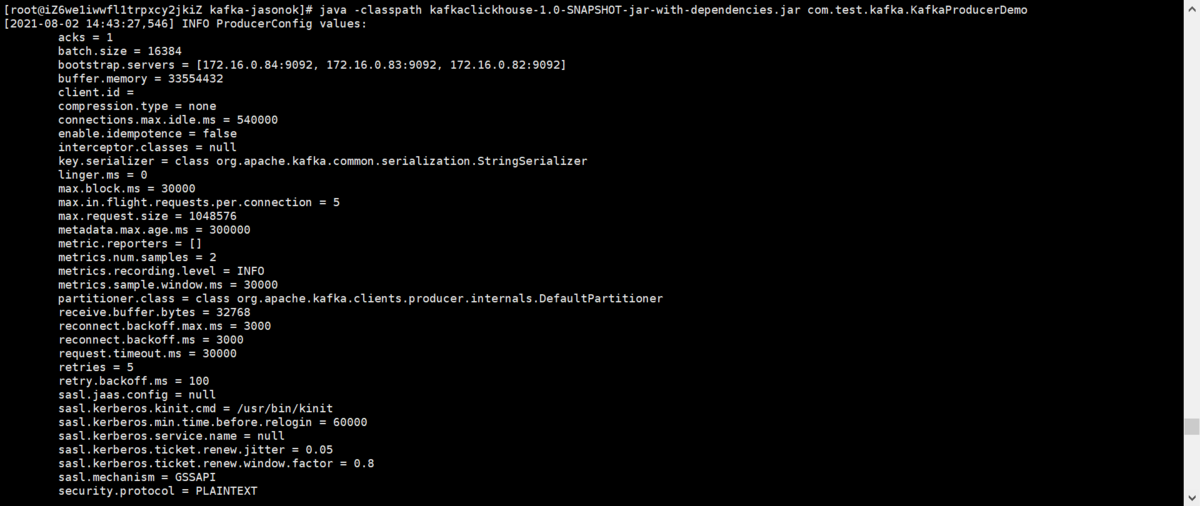 [root@iZ6we1iwwfl1trpxcy2jkiZ kafka-jasonok]# java -classpath kafkaclickhouse-1.0-SNAPSHOT-jar-with-dependencies.jar com.test.kafka.KafkaProducerDemo
[2021-08-02 14:43:27,546] INFO ProducerConfig values:
acks = 1
batch.size = 16384
bootstrap.servers = [172.16.0.84:9092, 172.16.0.83:9092, 172.16.0.82:9092]
buffer.memory = 33554432
client.id =
compression.type = none
connections.max.idle.ms = 540000
enable.idempotence = false
interceptor.classes = null
key.serializer = class org.apache.kafka.common.serialization.StringSerializer
linger.ms = 0
max.block.ms = 30000
max.in.flight.requests.per.connection = 5
max.request.size = 1048576
metadata.max.age.ms = 300000
metric.reporters = []
metrics.num.samples = 2
metrics.recording.level = INFO
metrics.sample.window.ms = 30000
partitioner.class = class org.apache.kafka.clients.producer.internals.DefaultPartitioner
receive.buffer.bytes = 32768
reconnect.backoff.max.ms = 3000
reconnect.backoff.ms = 3000
request.timeout.ms = 30000
retries = 5
retry.backoff.ms = 100
sasl.jaas.config = null
sasl.kerberos.kinit.cmd = /usr/bin/kinit
sasl.kerberos.min.time.before.relogin = 60000
sasl.kerberos.service.name = null
sasl.kerberos.ticket.renew.jitter = 0.05
sasl.kerberos.ticket.renew.window.factor = 0.8
sasl.mechanism = GSSAPI
security.protocol = PLAINTEXT